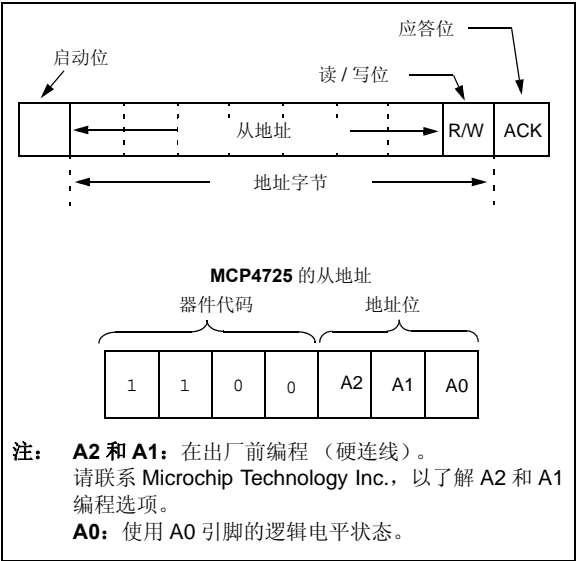 应答位
启动位
读 / 写位
从地址
R/W
ACK
地址字节
MCP4725 的从地址
器件代码 地址位
1 1 0 0 A2 A1 A0
注： A2 和 A1：在出厂前编程 （硬连线）。
请联系 Microchip Technology Inc.，以了解 A2 和 A1
编程选项。
A0：使用 A0 引脚的逻辑电平状态。